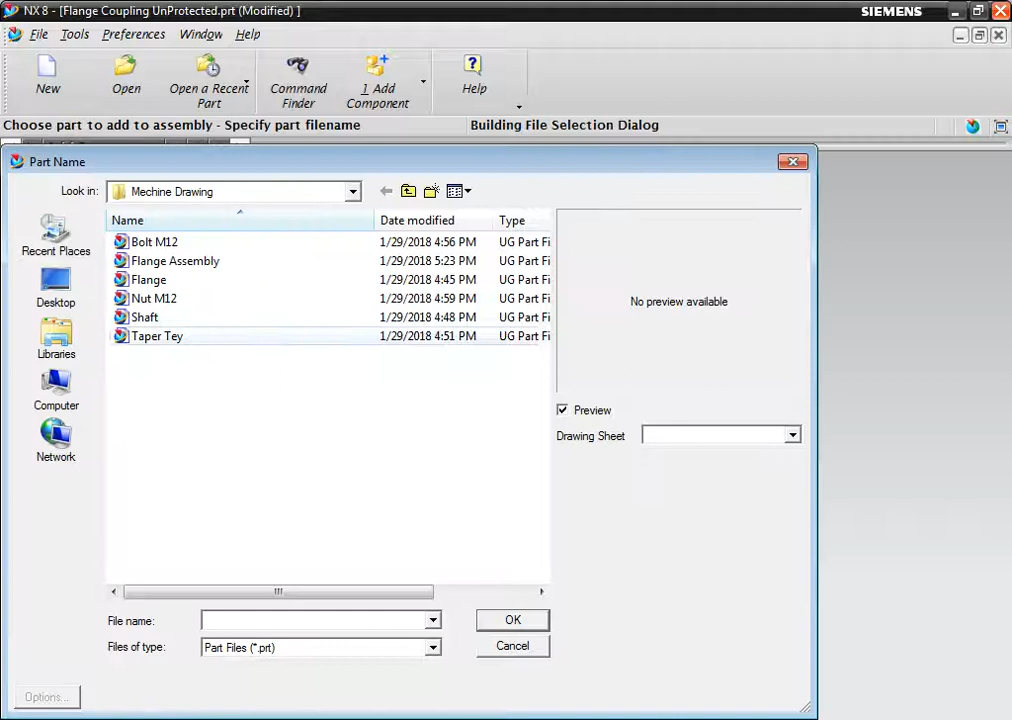 NX 8 - [Flange Coupling UnProtected.prt (Modified) ]
SIEMENS
File Tools Preferences Window Help
New
Open
Open a Recent Part
Command Finder
1 Add Component
Help
Choose part to add to assembly - Specify part filename
Building File Selection Dialog
Part Name
Look in: Mechine Drawing
Name Date modified Type
Bolt M12 1/29/2018 4:56 PM UG Part Fi
Flange Assembly 1/29/2018 5:23 PM UG Part Fi
Flange 1/29/2018 4:45 PM UG Part Fi
Nut M12 1/29/2018 4:59 PM UG Part Fi
Shaft 1/29/2018 4:48 PM UG Part Fi
Taper Tey 1/29/2018 4:51 PM UG Part Fi
Recent Places
Desktop
Libraries
Computer
Network
No preview available
Preview
Drawing Sheet
File name:
OK
Files of type: Part Files (*.prt)
Cancel
Options...